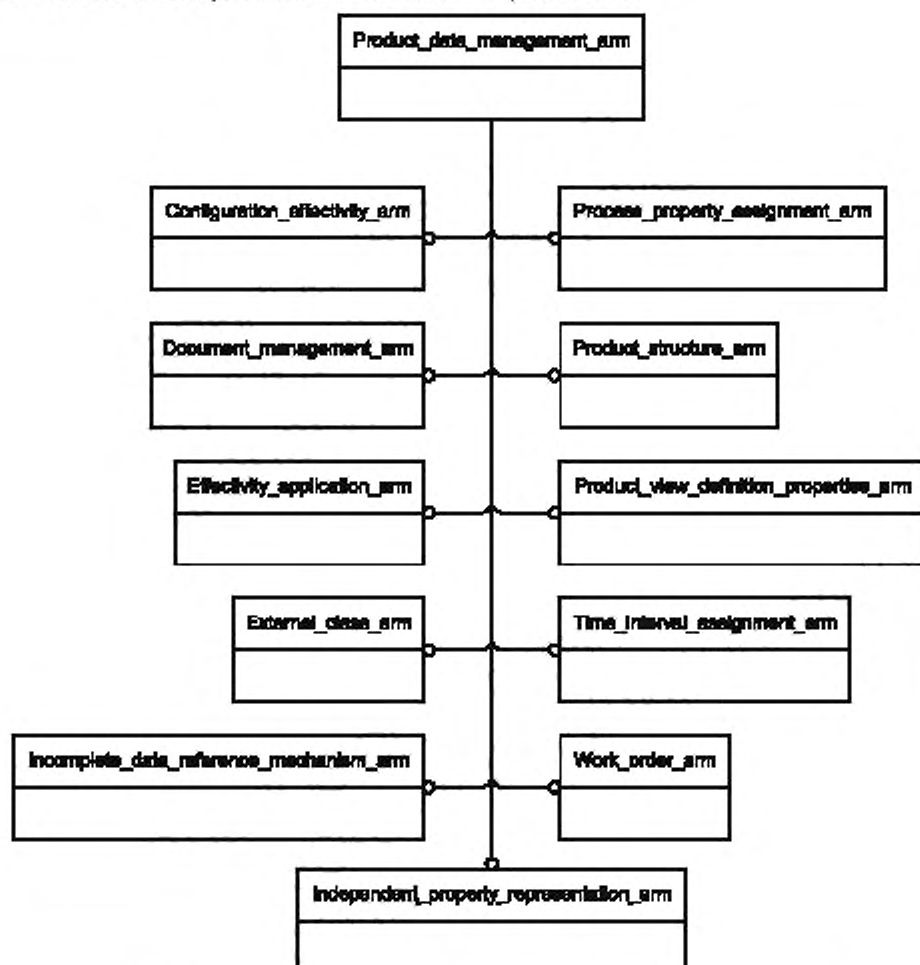 Product_data_management_arm
Configuration_effectivity_arm
Process_property_assignment_arm
Document_management_arm
Product_structure_arm
Effectivity_application_arm
Product_view_definition_properties_arm
External_class_arm
Time_interval_assignment_arm
Incomplete_data_reference_mechanism_arm
Work_order_arm
Independent_property_representation_arm